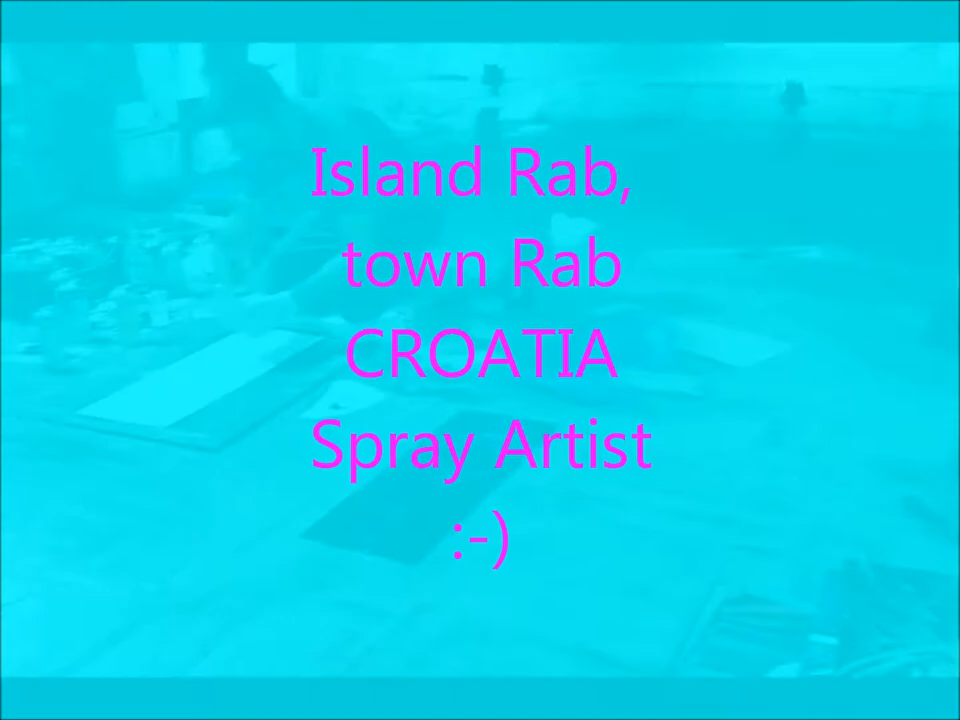 Island Rab,
town Rab
CROATIA
Spray Artist
:-)